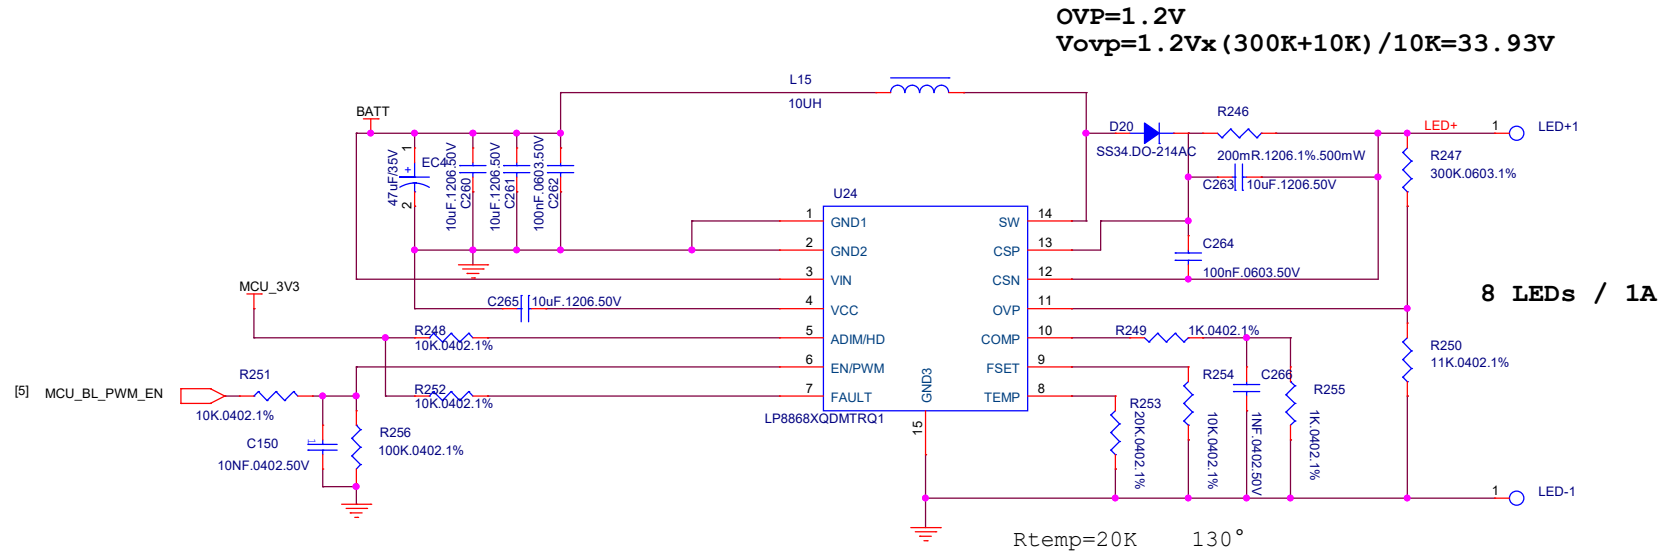 OVP=1.2V
Vovp=1.2Vx(300K+10K)/10K=33.93V
L15
10UH
BATT
D20
SS34.DO-214AC
R246
200mR.1206.1%.500mW
LED+
1
LED+1
C263
10uF.1206.50V
R247
300K.0603.1%
47uF/35V
1
+
EC4
2
10uF.1206.50V
C260
10uF.1206.50V
C261
100nF.0603.50V
C262
U24
1
GND1
SW
14
2
GND2
CSP
13
3
VIN
CSN
12
4
VCC
OVP
11
5
ADIM/HD
COMP
10
6
EN/PWM
FSET
9
7
FAULT
TEMP
8
GND3
15
LP8868XQDMTRQ1
C264
100nF.0603.50V
8 LEDs / 1A
MCU_3V3
C265
10uF.1206.50V
R248
10K.0402.1%
R249
1K.0402.1%
R250
11K.0402.1%
[5]
MCU_BL_PWM_EN
R251
10K.0402.1%
R252
10K.0402.1%
C150
10NF.0402.50V
R256
100K.0402.1%
R253
20K.0402.1%
R254
10K.0402.1%
C266
1NF.0402.50V
R255
1K.0402.1%
1
LED-1
Rtemp=20K 130°